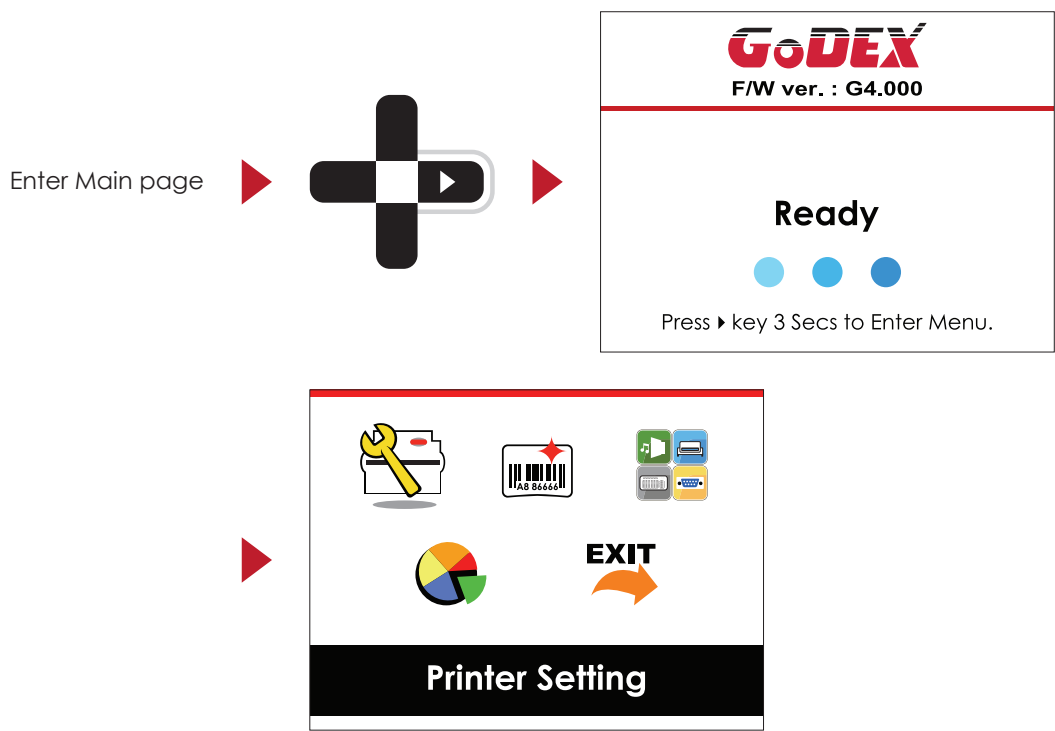 GODEX
F/W ver. : G4.000
Enter Main page
Ready
Press key 3 Secs to Enter Menu.
A8 86666
EXIT
Printer Setting